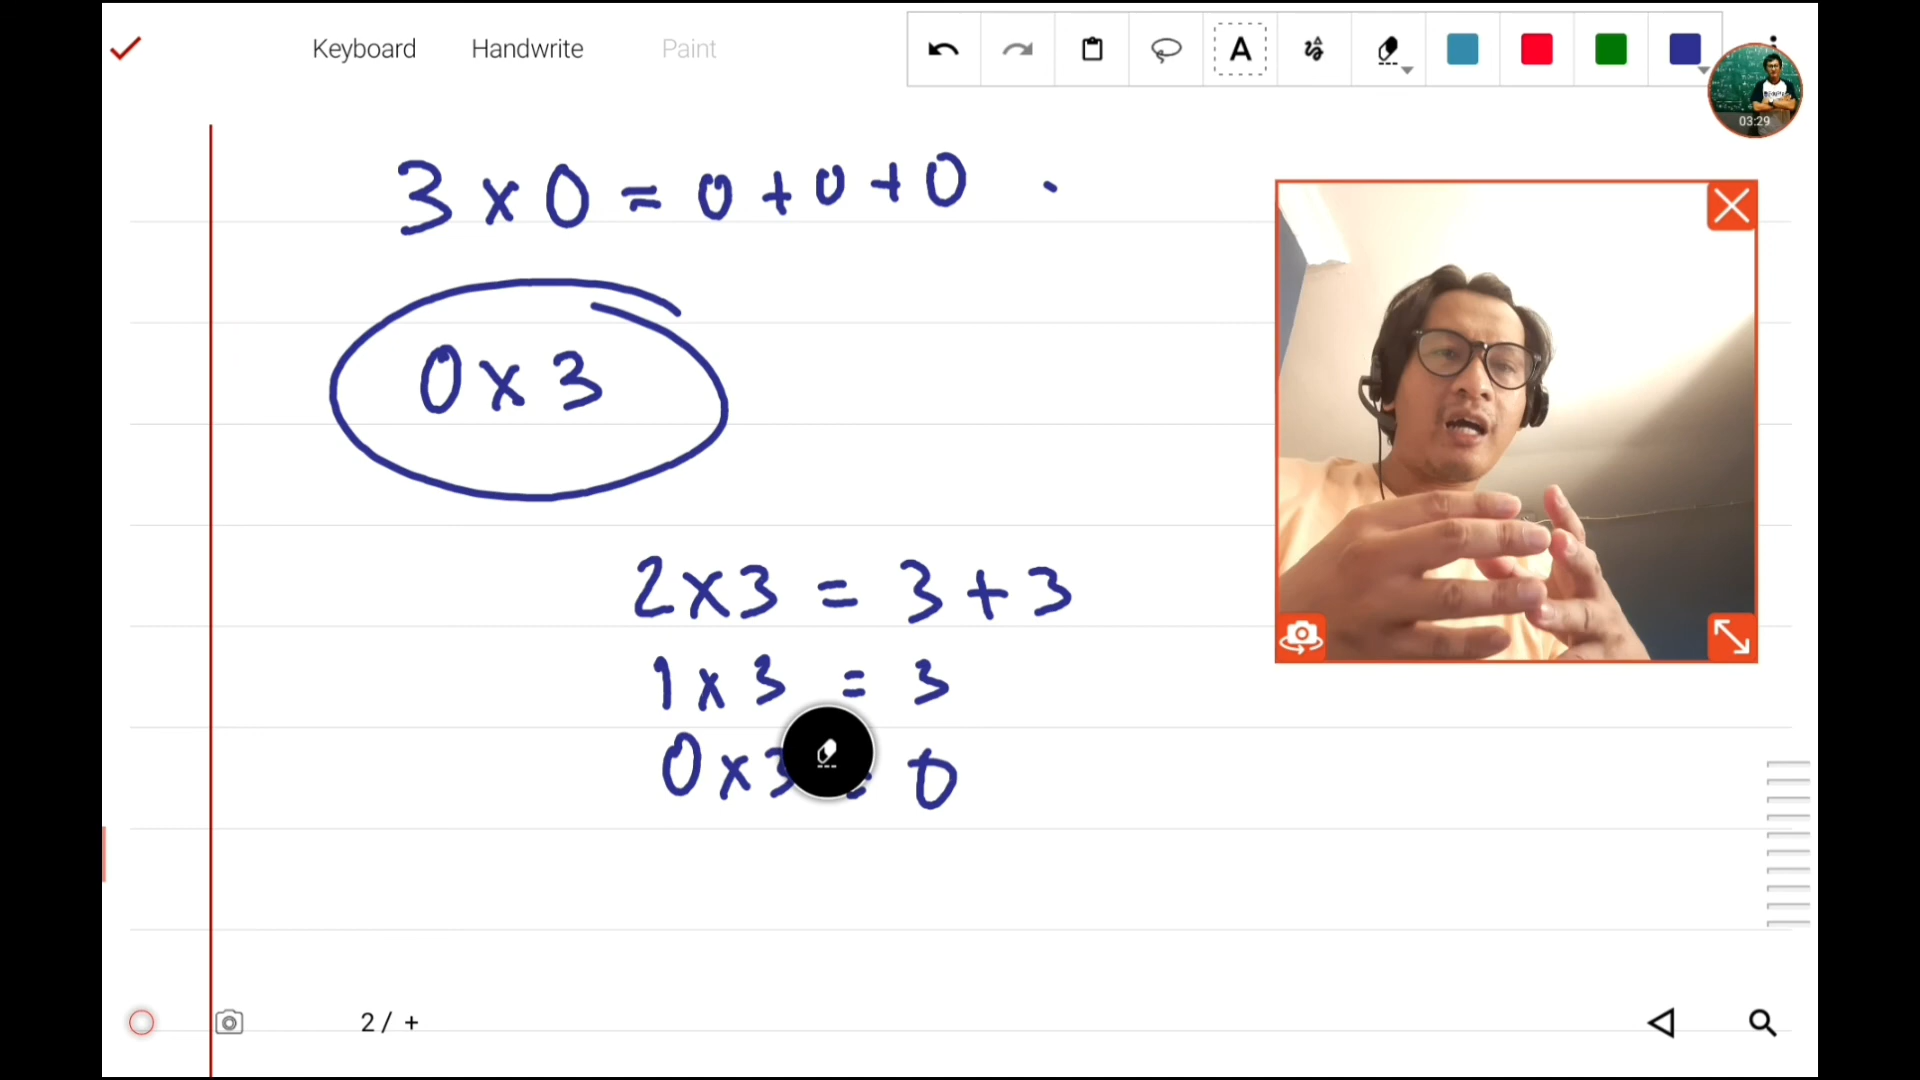 Keyboard Handwrite Paint
A
03:29
3 x 0 = 0 + 0 + 0
0 x 3
2 x 3 = 3 + 3
1 x 3 = 3
0 x 3 = 0
2 / +